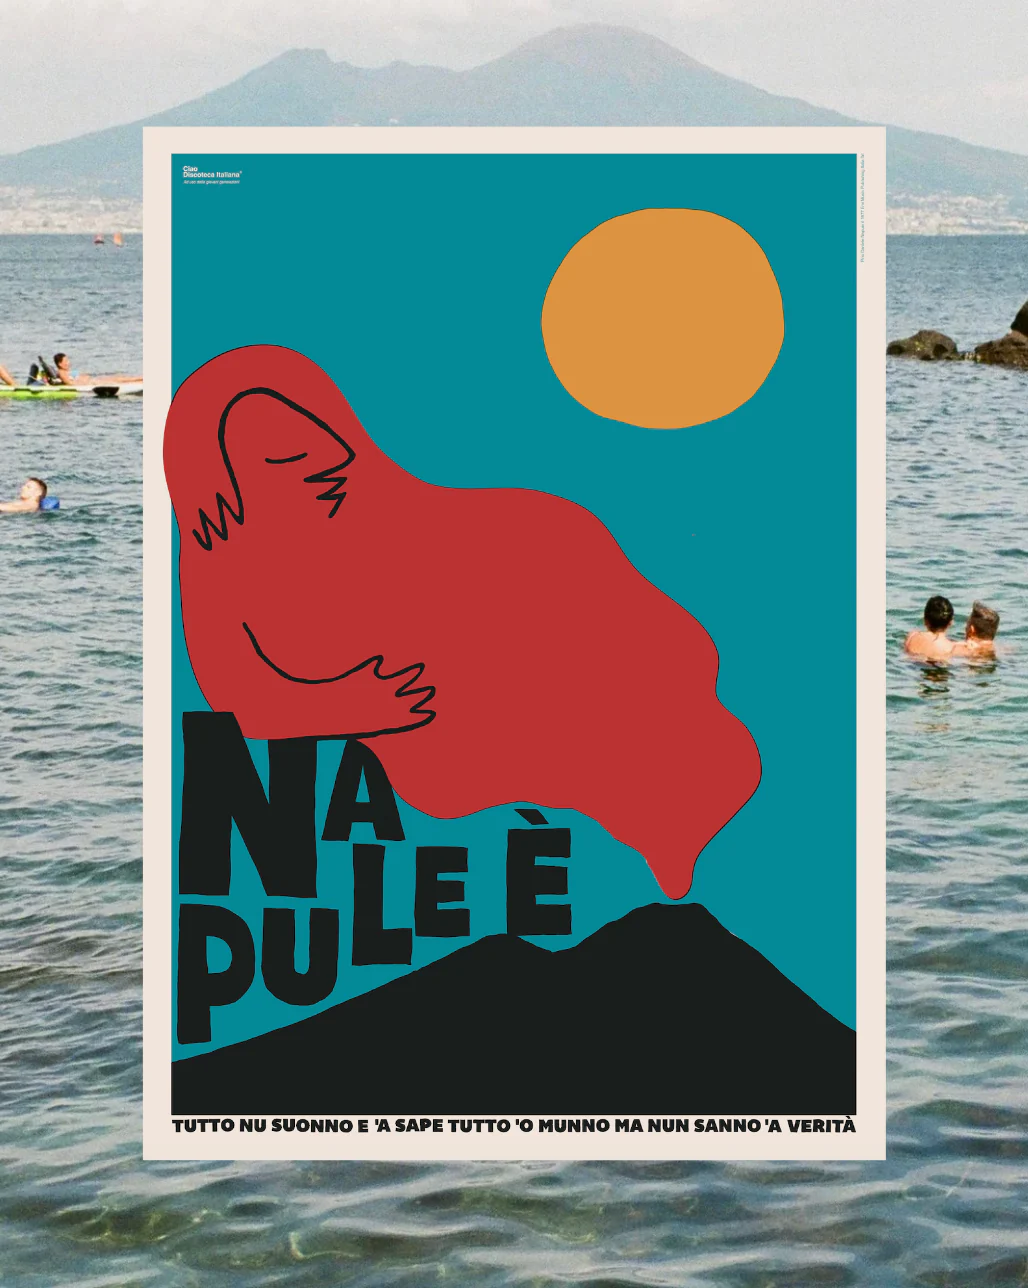 Ciao
Discoteca Italiana®
NA
PULE È
TUTTO NU SUONNO E 'A SAPE TUTTO 'O MUNNO MA NUN SANNO 'A VERITÀ